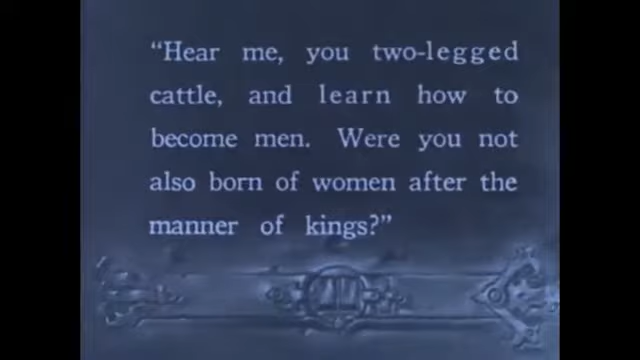 “Hear me, you two-legged
cattle, and learn how to
become men. Were you not
also born of women after the
manner of kings?”